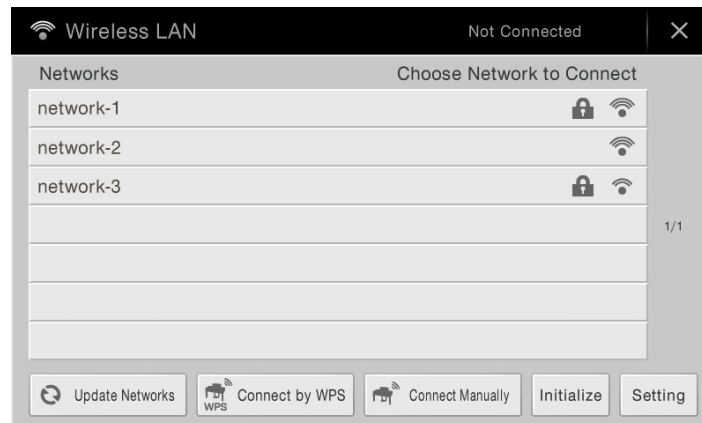 Wireless LAN Not Connected
Networks Choose Network to Connect
network-1
network-2
network-3
1/1
Update Networks WPS Connect by WPS Connect Manually Initialize Setting